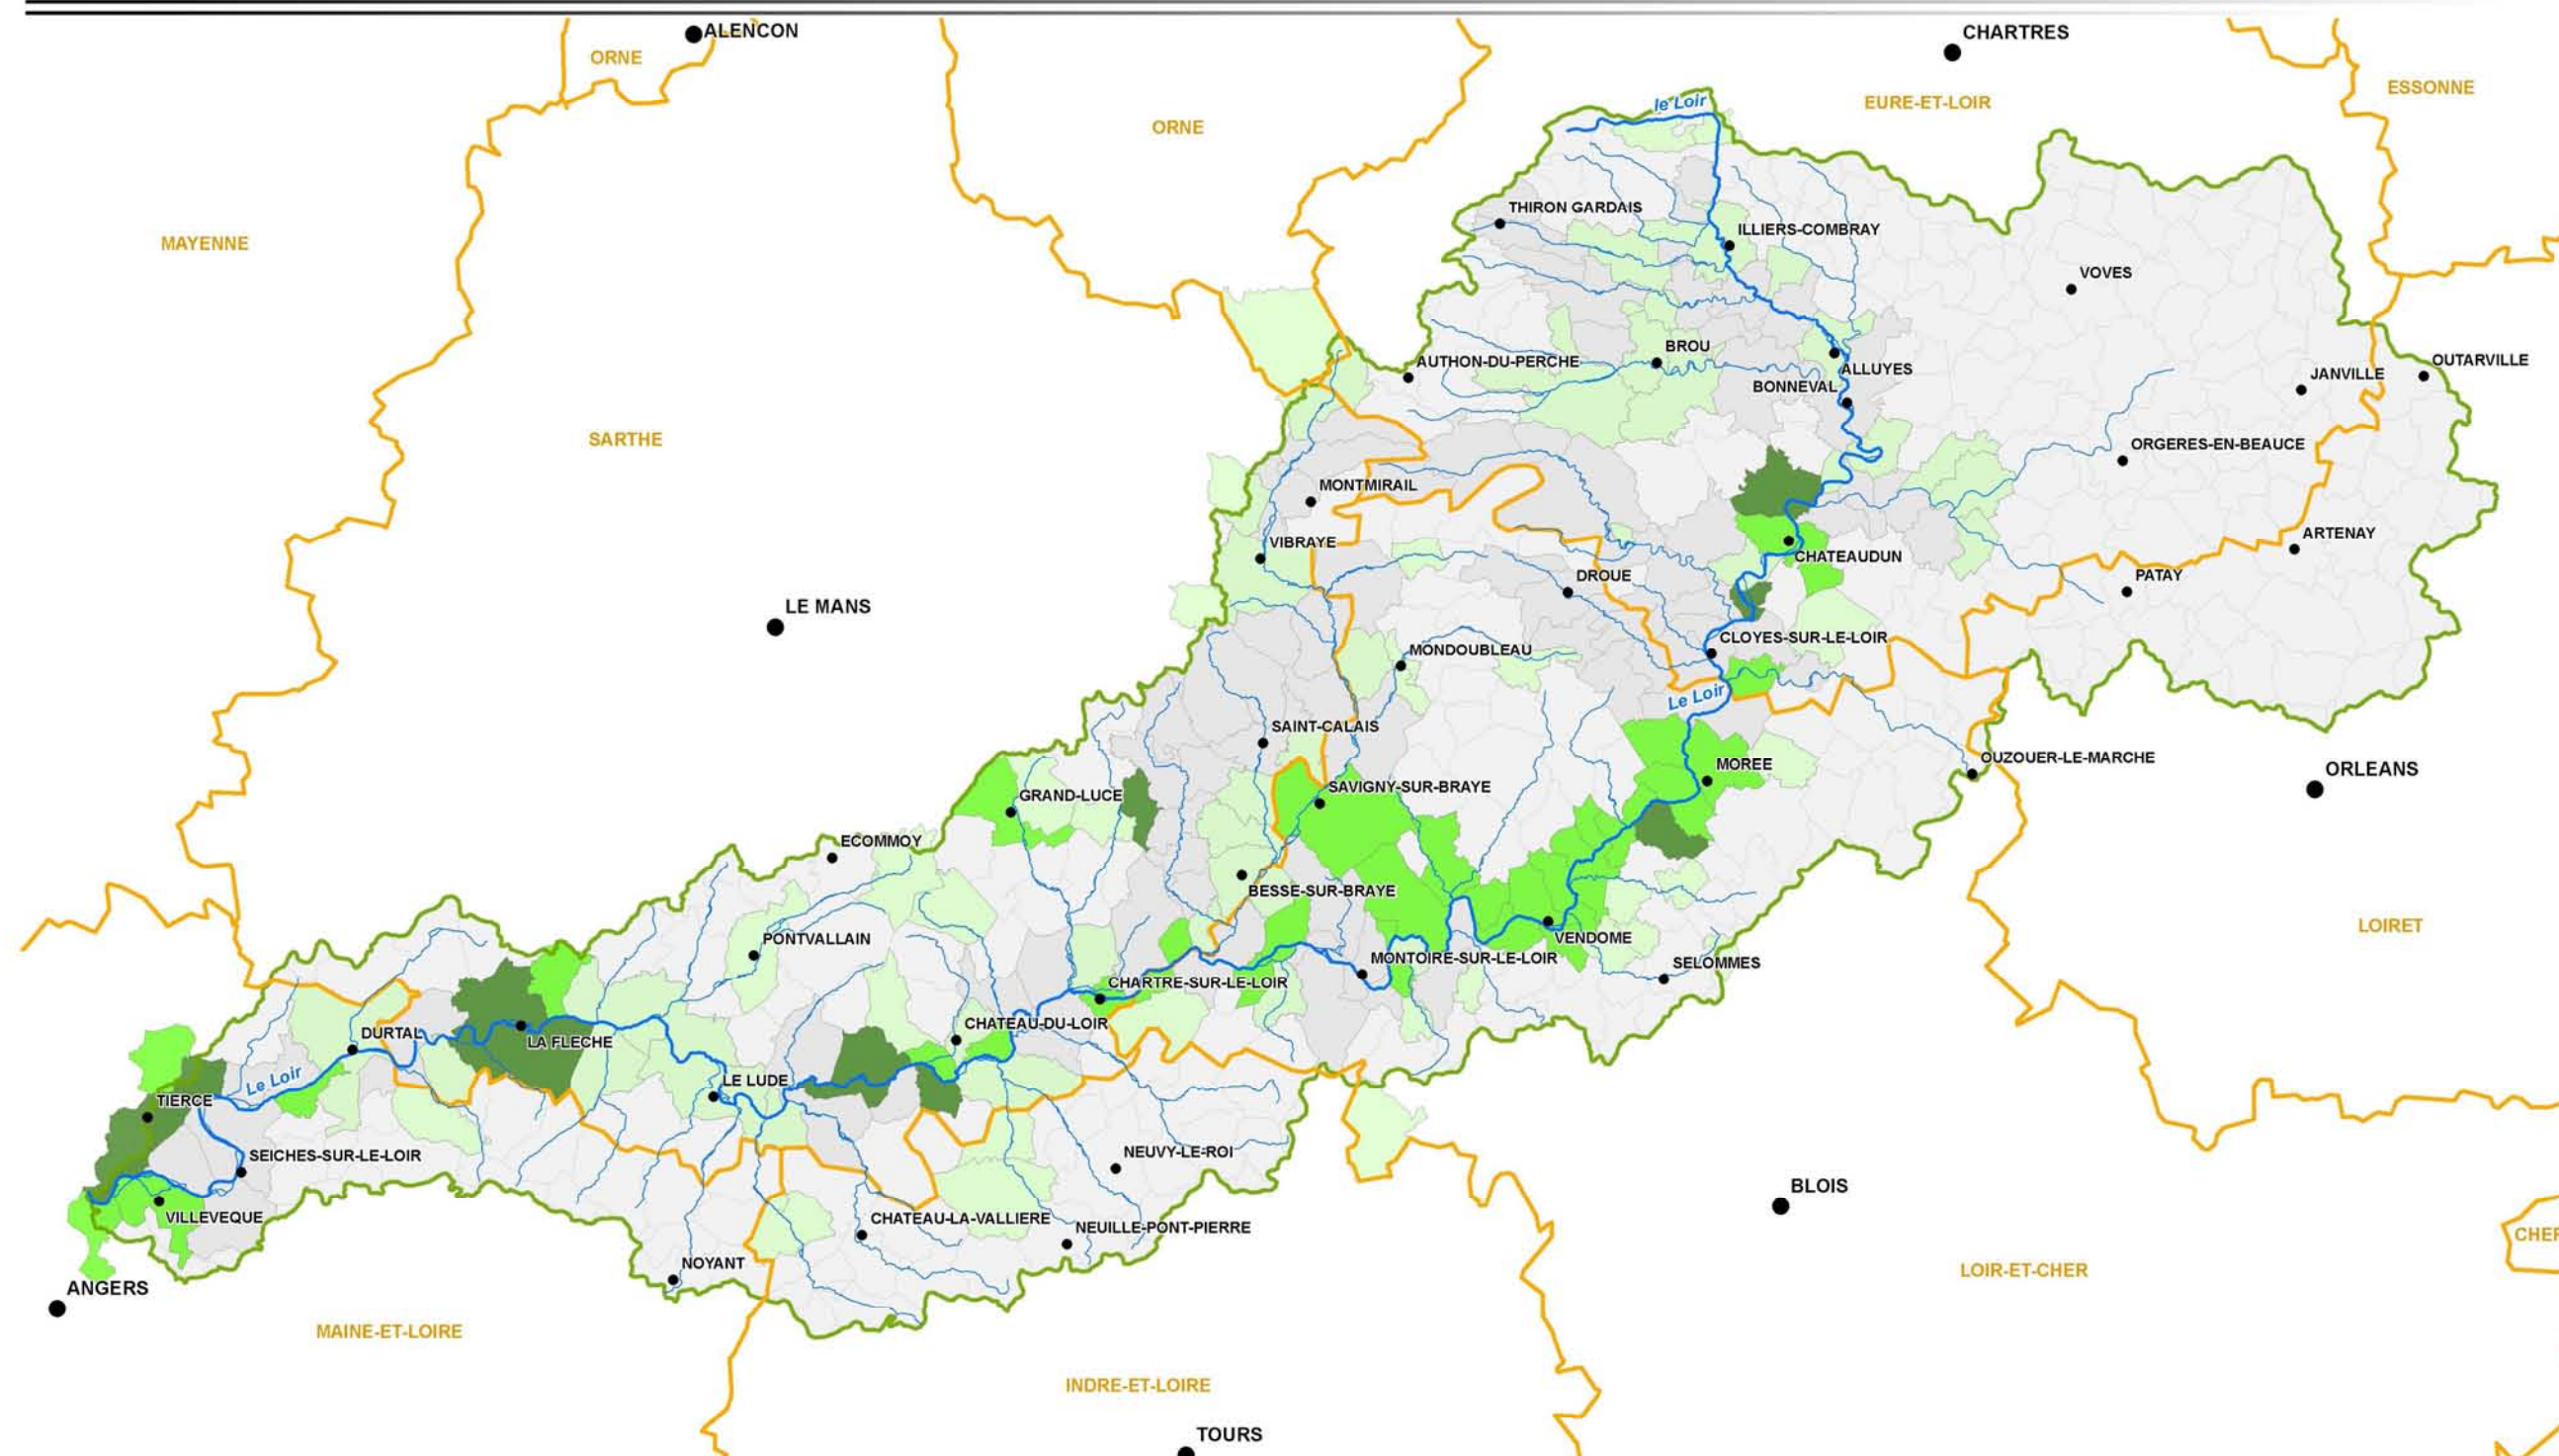 ALENCON
CHARTRES
ORNE
ESSONNE
le Loir
EURE-ET-LOIR
ORNE
THIRON GARDAIS
ILLIERS-COMBRAY
MAYENNE
VOVES
BROU
AUTHON-DU-PERCHE
OUTARVILLE
ALLUYES
JANVILLE
BONNEVAL
SARTHE
ORGERES-EN-BEAUCE
MONTMIRAIL
ARTENAY
VIBRAYE
CHATEAUDUN
DROUE
PATAY
LE MANS
CLOYES-SUR-LE-LOIR
MONDOUBLEAU
Le Loir
SAINT-CALAIS
OUZOUER-LE-MARCHE
MOREE
ORLEANS
SAVIGNY-SUR-BRAYE
GRAND-LUCE
ECOMMOY
BESSE-SUR-BRAYE
LOIRET
PONTVALLAIN
VENDOME
MONTOIRE-SUR-LE-LOIR
SELOMMES
CHARTRE-SUR-LE-LOIR
CHATEAU-DU-LOIR
DURTAL
LA FLECHE
Le Loir
LE LUDE
TIERCE
NEUVY-LE-ROI
SEICHES-SUR-LE-LOIR
BLOIS
VILLEVEQUE
CHATEAU-LA-VALLIERE
NEUILLE-PONT-PIERRE
CHER
NOYANT
LOIR-ET-CHER
ANGERS
MAINE-ET-LOIRE
INDRE-ET-LOIRE
TOURS